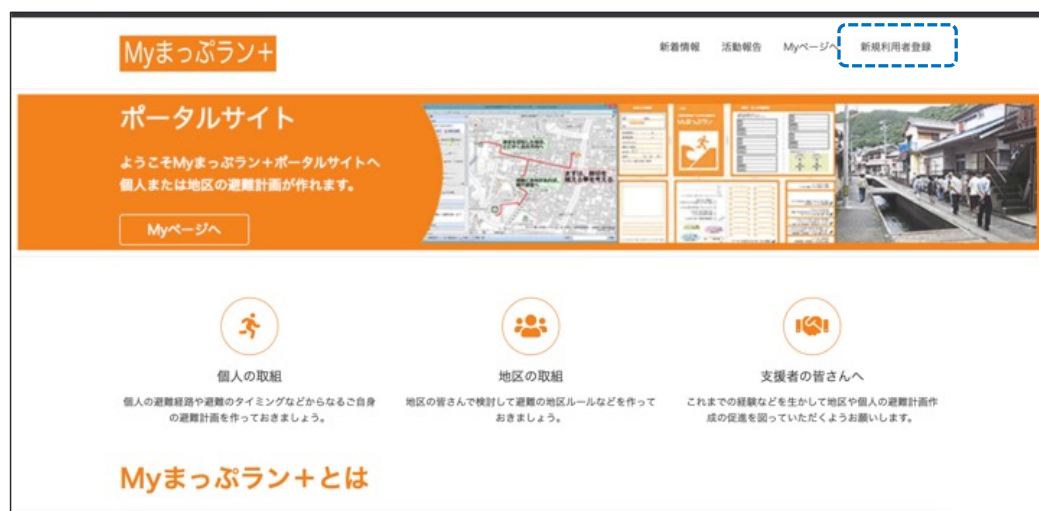 Myまっぷラン+
新着情報
活動報告
Myページへ
新規利用者登録
ポータルサイト
ようこそMyまっぷラン+ポータルサイトへ
個人または地区の避難計画が作れます。
Myページへ
個人の取組
個人の避難経路や避難のタイミングなどからなるご自身
の避難計画を作っておきましょう。
地区の取組
地区の皆さんで検討して避難の地区ルールなどを作って
おきましょう。
支援者の皆さんへ
これまでの経験などを生かして地区や個人の避難計画作
成の促進を図っていただくようお願いします。
Myまっぷラン+とは